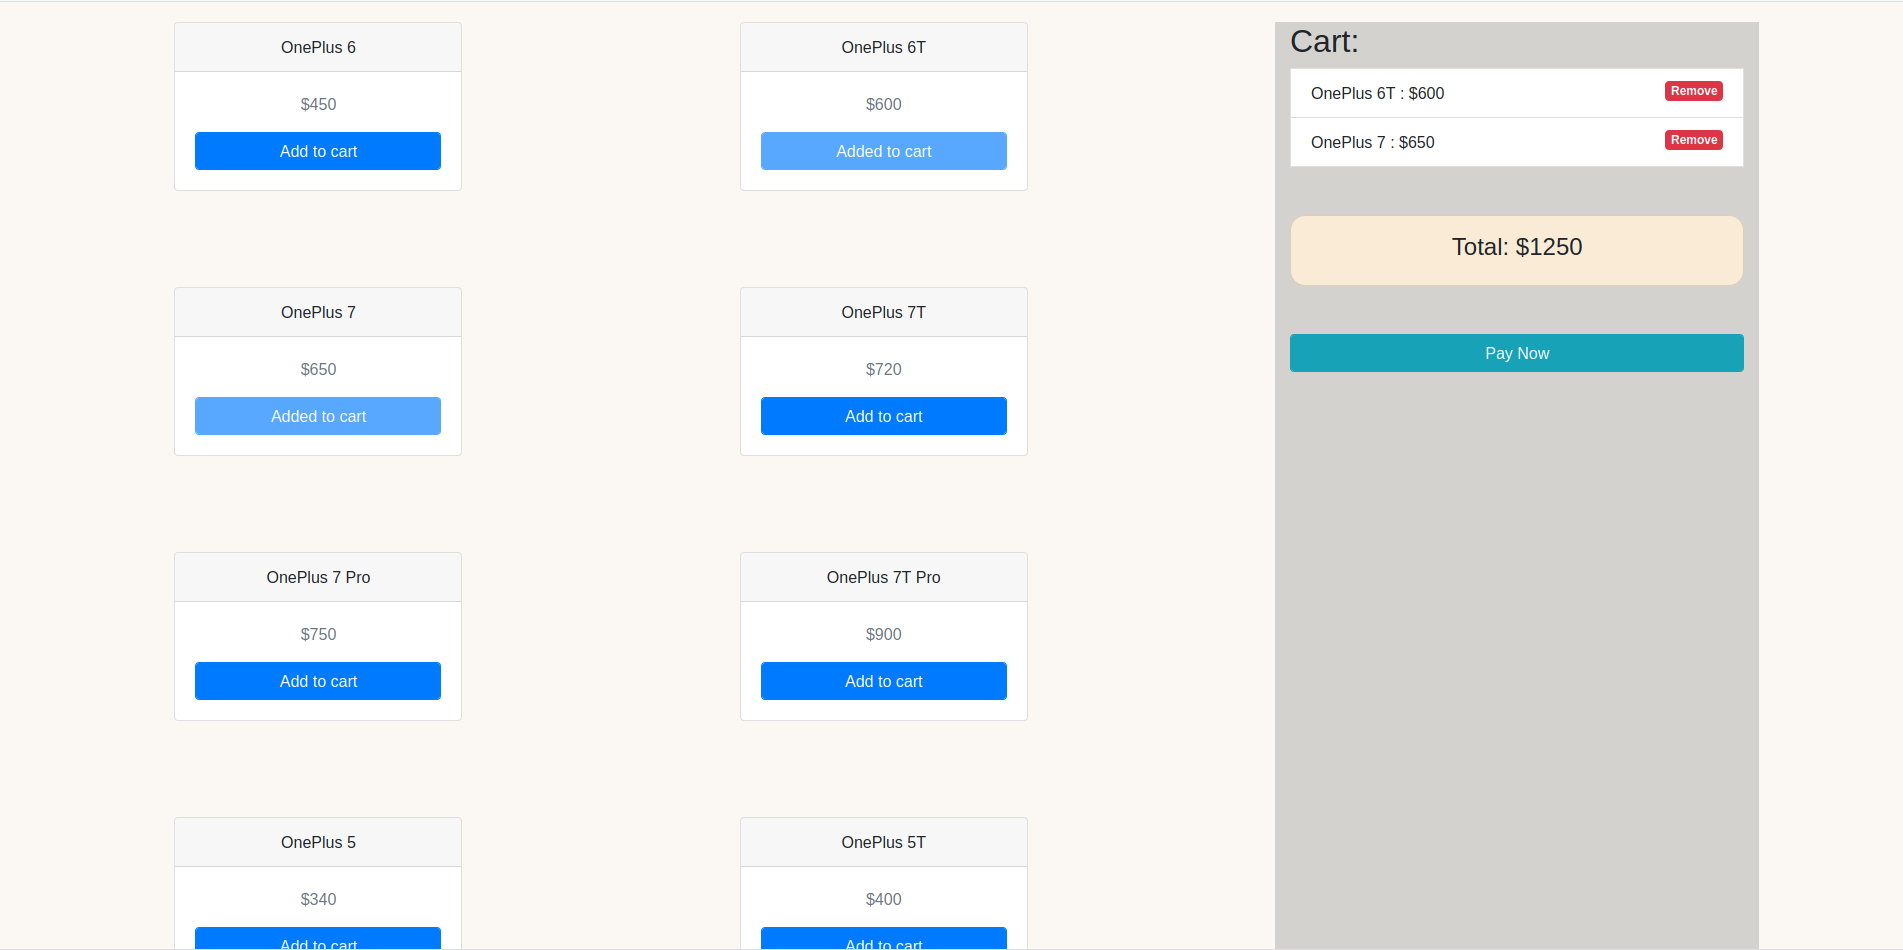 OnePlus 6
$450
Add to cart
OnePlus 6T
$600
Added to cart
OnePlus 7
$650
Added to cart
OnePlus 7T
$720
Add to cart
OnePlus 7 Pro
$750
Add to cart
OnePlus 7T Pro
$900
Add to cart
OnePlus 5
$340
Add to cart
OnePlus 5T
$400
Add to cart
Cart:
OnePlus 6T : $600 Remove
OnePlus 7 : $650 Remove
Total: $1250
Pay Now